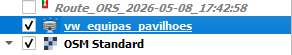 Route_ORS_2026-05-08_17:42:58
vw_equipas_pavilhoes
OSM Standard